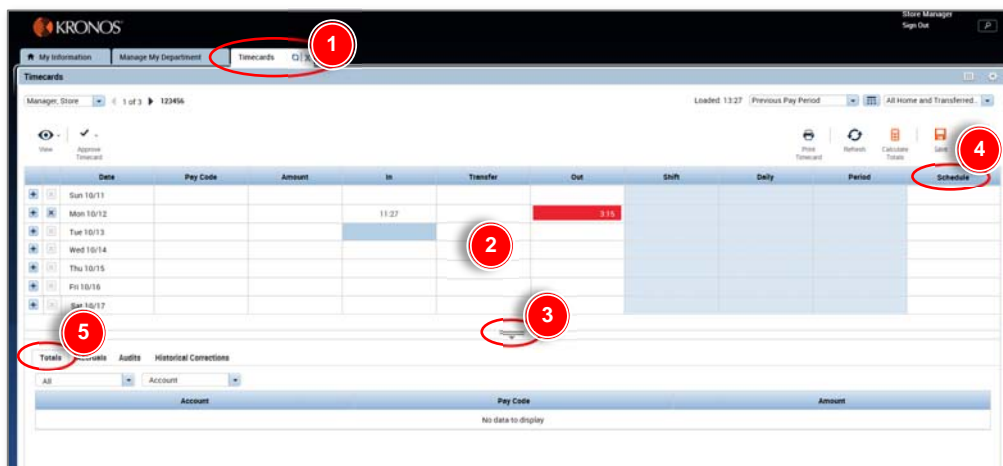 Store Manager
KRONOS
Sign Out
1
My Information Manage My Department Timecards
Timecards
Manager, Store 1 of 3 123456 Loaded 13:27 Previous Pay Period All Home and Transferred..
View Approve Timecard Print Timecard Refresh Calculate Totals Save
4
Date Pay Code Amount In Transfer Out Shift Daily Period Schedule
Sun 10/11
Mon 10/12 11:27 3:15
Tue 10/13
2
Wed 10/14
Thu 10/15
Fri 10/16
Sat 10/17
3
5
Totals Accruals Audits Historical Corrections
All Account
Account Pay Code Amount
No data to display